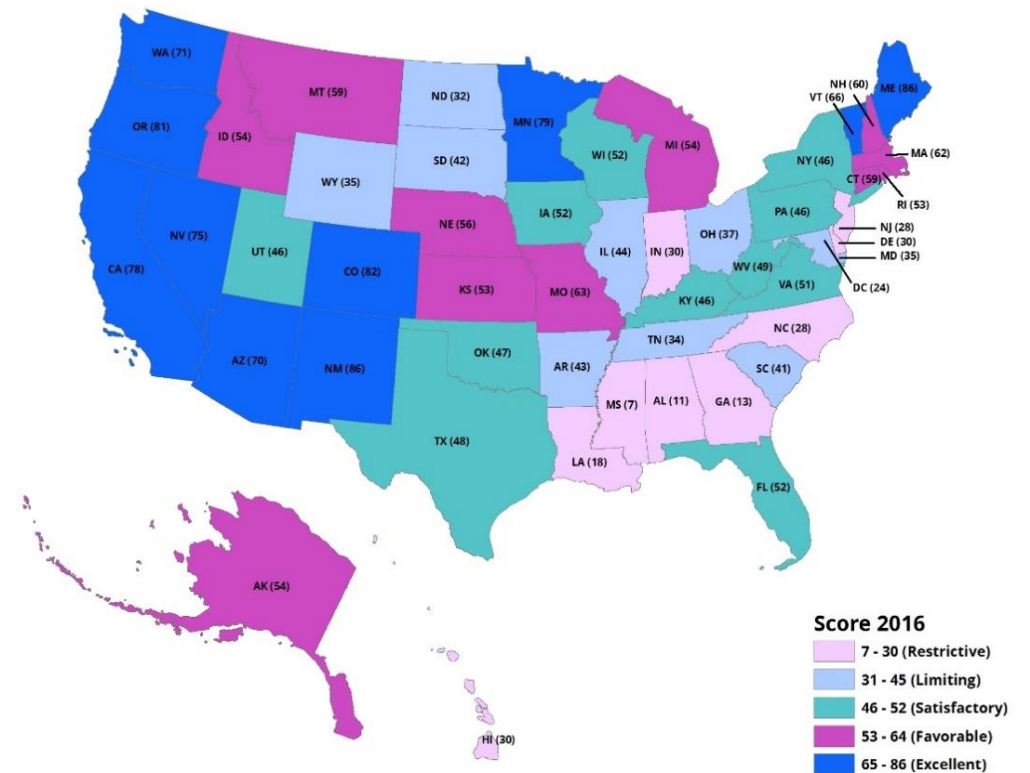 WA (71)
MT (59)
ND (32)
MN (79)
NH (60)
VT (66)
ME (86)
OR (81)
ID (54)
SD (42)
WI (52)
MI (54)
NY (46)
MA (62)
WY (35)
CT (59)
RI (53)
NV (75)
UT (46)
NE (56)
IA (52)
PA (46)
NJ (28)
DE (30)
MD (35)
DC (24)
CA (78)
CO (82)
KS (53)
MO (63)
IL (44)
IN (30)
OH (37)
WV (49)
VA (51)
KY (46)
AZ (70)
NM (86)
OK (47)
AR (43)
TN (34)
NC (28)
SC (41)
TX (48)
LA (18)
MS (7)
AL (11)
GA (13)
FL (52)
AK (54)
HI (30)
Score 2016
7 - 30 (Restrictive)
31 - 45 (Limiting)
46 - 52 (Satisfactory)
53 - 64 (Favorable)
65 - 86 (Excellent)